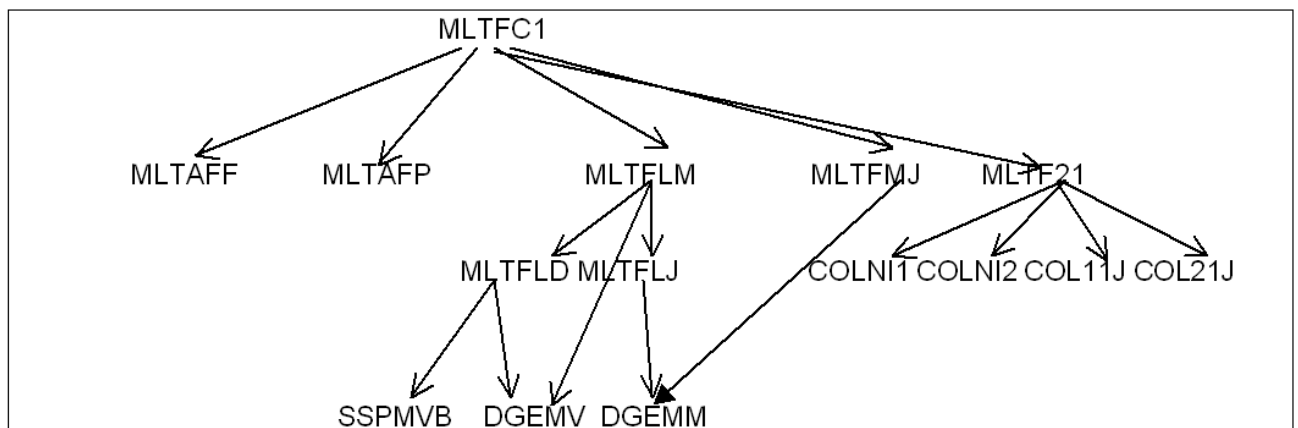 MLTFC1
MLTAFF MLTAFP MLTFLM MLTFMJ MLTF21
MLTFLD MLTFLJ COLNI1 COLNI2 COL11J COL21J
SSPMVB DGEMV DGEMM